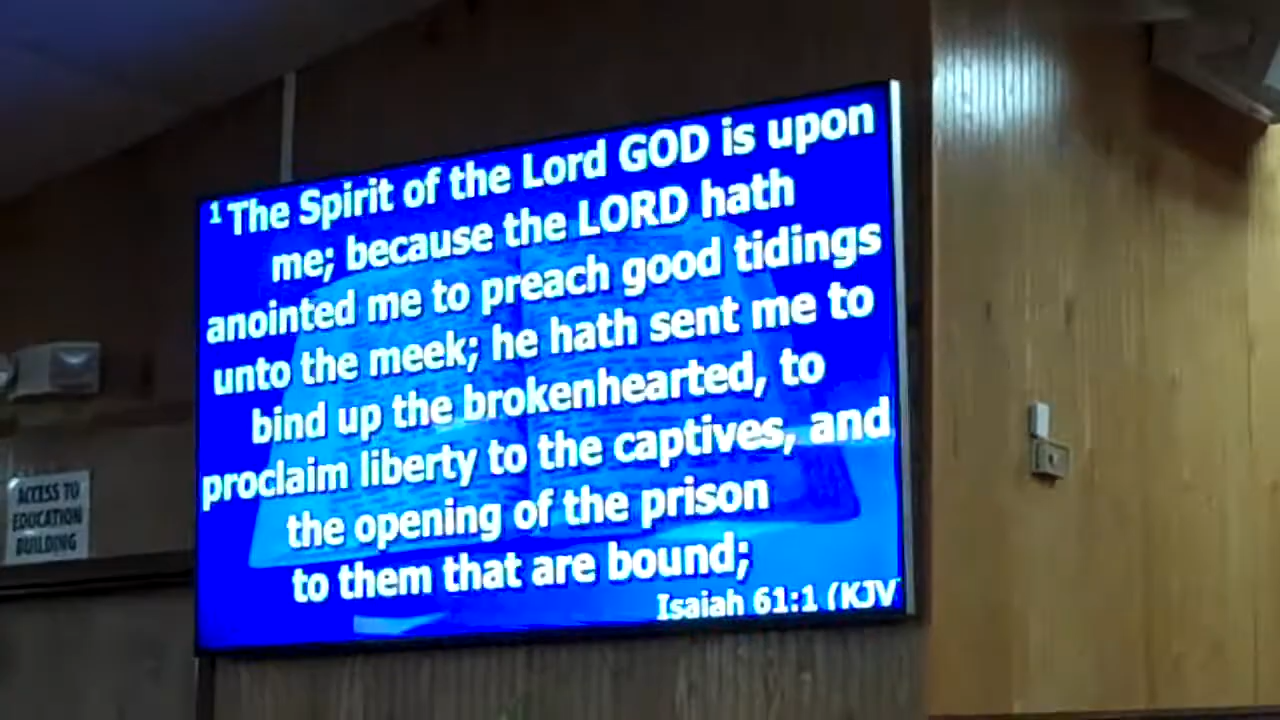 1 The Spirit of the Lord GOD is upon
me; because the LORD hath
anointed me to preach good tidings
unto the meek; he hath sent me to
bind up the brokenhearted, to
proclaim liberty to the captives, and
the opening of the prison
to them that are bound;
Isaiah 61:1 (KJV
ACCESS TO
EDUCATION
BUILDING